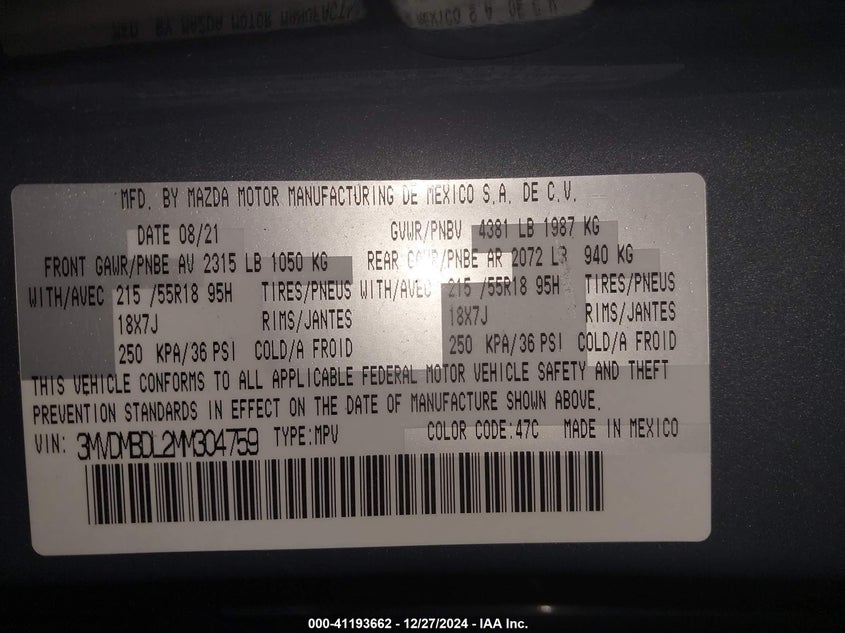 MFD. BY MAZDA MOTOR MANUFACTURING DE MEXICO S.A. DE C.V.
DATE 08/21 GVWR/PNBV 4381 LB 1987 KG
FRONT GAWR/PNBE AV 2315 LB 1050 KG REAR GAWR/PNBE AR 2072 LB 940 KG
WITH/AVEC 215 /55R18 95H TIRES/PNEUS WITH/AVEC 215 /55R18 95H TIRES/PNEUS
18X7J RIMS/JANTES 18X7J RIMS/JANTES
250 KPA/36 PSI COLD/A FROID 250 KPA/36 PSI COLD/A FROID
THIS VEHICLE CONFORMS TO ALL APPLICABLE FEDERAL MOTOR VEHICLE SAFETY AND THEFT
PREVENTION STANDARDS IN EFFECT ON THE DATE OF MANUFACTURE SHOWN ABOVE.
VIN: 3MVDMBDL2MM304759 TYPE:MPV COLOR CODE:47C MADE IN MEXICO
000-41193662 - 12/27/2024 - IAA Inc.